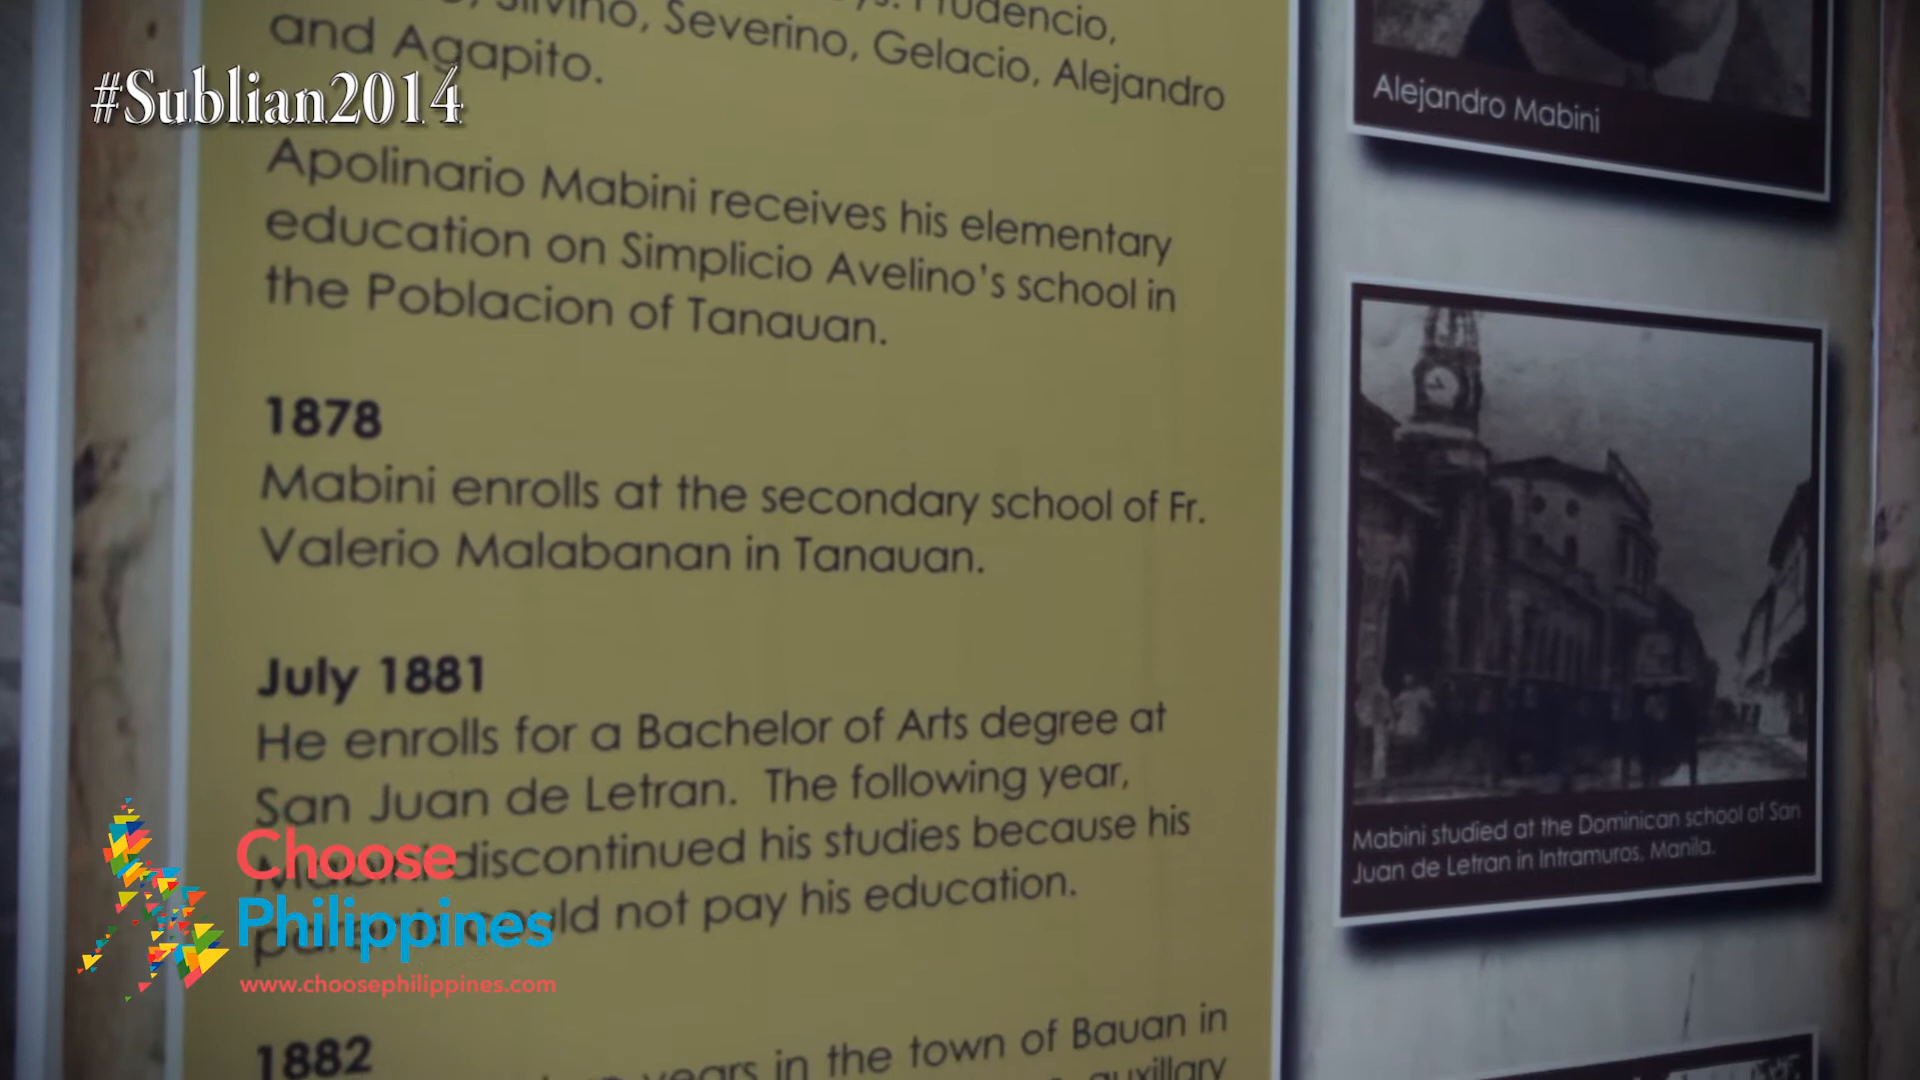 Silvino, Severino, Gelacio, Alejandro
and Agapito.
#Sublian2014
Apolinario Mabini receives his elementary
education on Simplicio Avelino's school in
the Poblacion of Tanauan.
1878
Mabini enrolls at the secondary school of Fr.
Valerio Malabanan in Tanauan.
July 1881
He enrolls for a Bachelor of Arts degree at
San Juan de Letran. The following year,
Mabini discontinued his studies because his
parents could not pay his education.
1882
years in the town of Bauan in
auxillary
Alejandro Mabini
Mabini studied at the Dominican school of San
Juan de Letran in Intramuros, Manila.
Choose
Philippines
www.choosephilippines.com